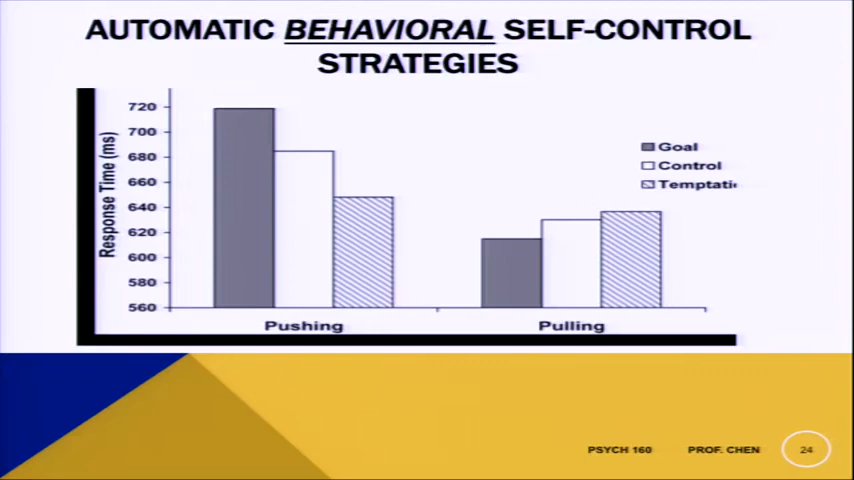 AUTOMATIC BEHAVIORAL SELF-CONTROL
STRATEGIES
720
700
680
660
640
620
600
580
560
Response Time (ms)
Goal
Control
Temptati
Pushing
Pulling
PSYCH 160 PROF. CHEN 24